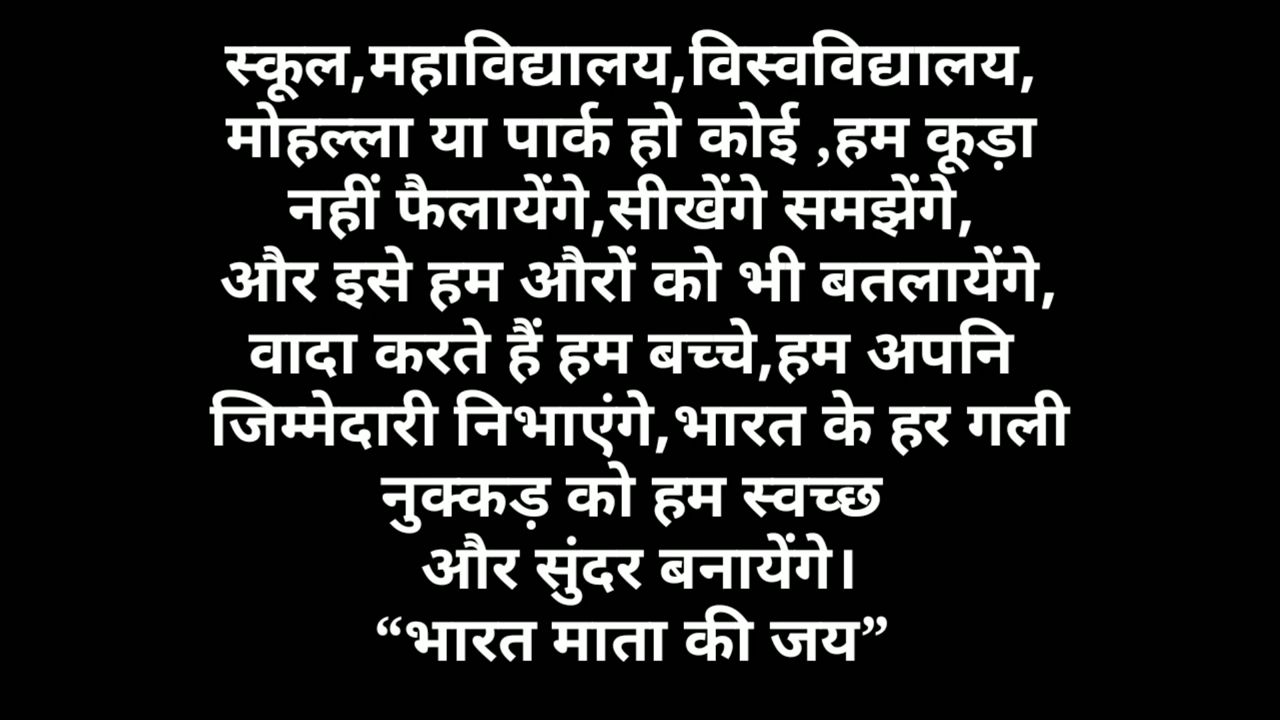 स्कूल,महाविद्यालय,विस्वविद्यालय,
मोहल्ला या पार्क हो कोई ,हम कूड़ा
नहीं फैलायेंगे,सीखेंगे समझेंगे,
और इसे हम औरों को भी बतलायेंगे,
वादा करते हैं हम बच्चे,हम अपनि
जिम्मेदारी निभाएंगे,भारत के हर गली
नुक्कड़ को हम स्वच्छ
और सुंदर बनायेंगे।
“भारत माता की जय”